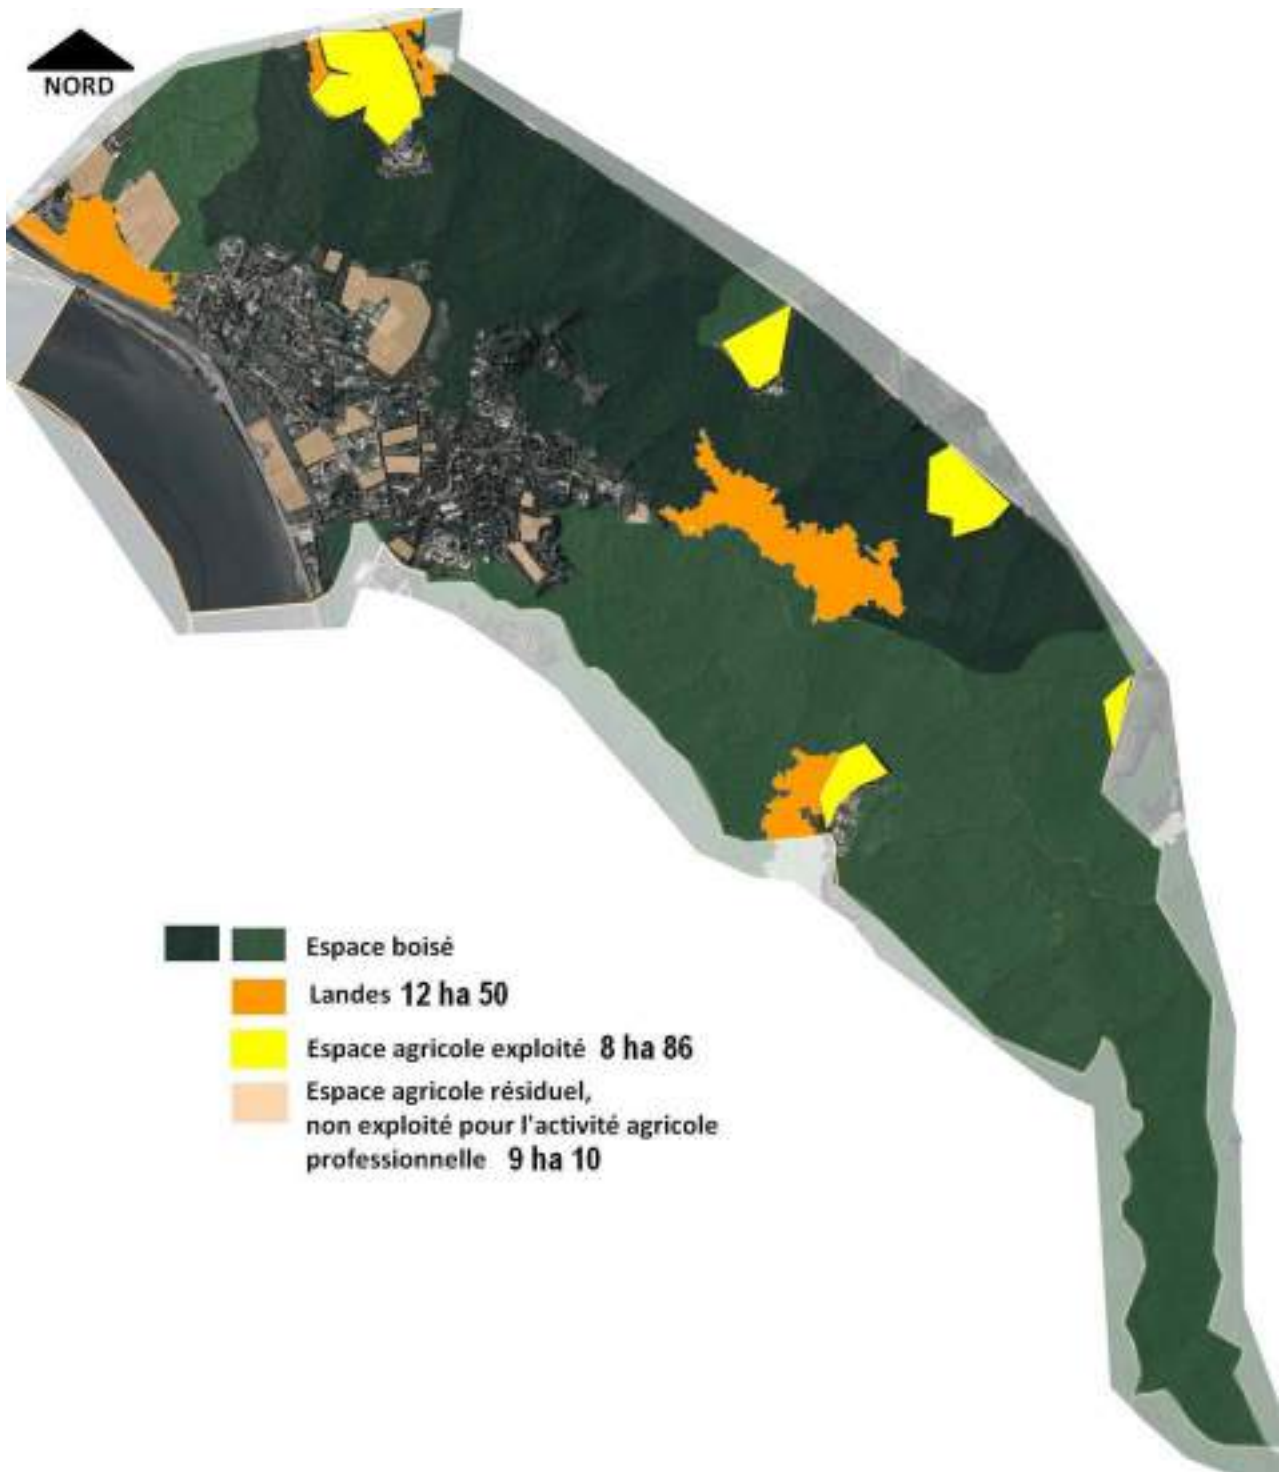 NORD
Espace boisé
Landes 12 ha 50
Espace agricole exploité 8 ha 86
Espace agricole résiduel,
non exploité pour l'activité agricole
professionnelle 9 ha 10